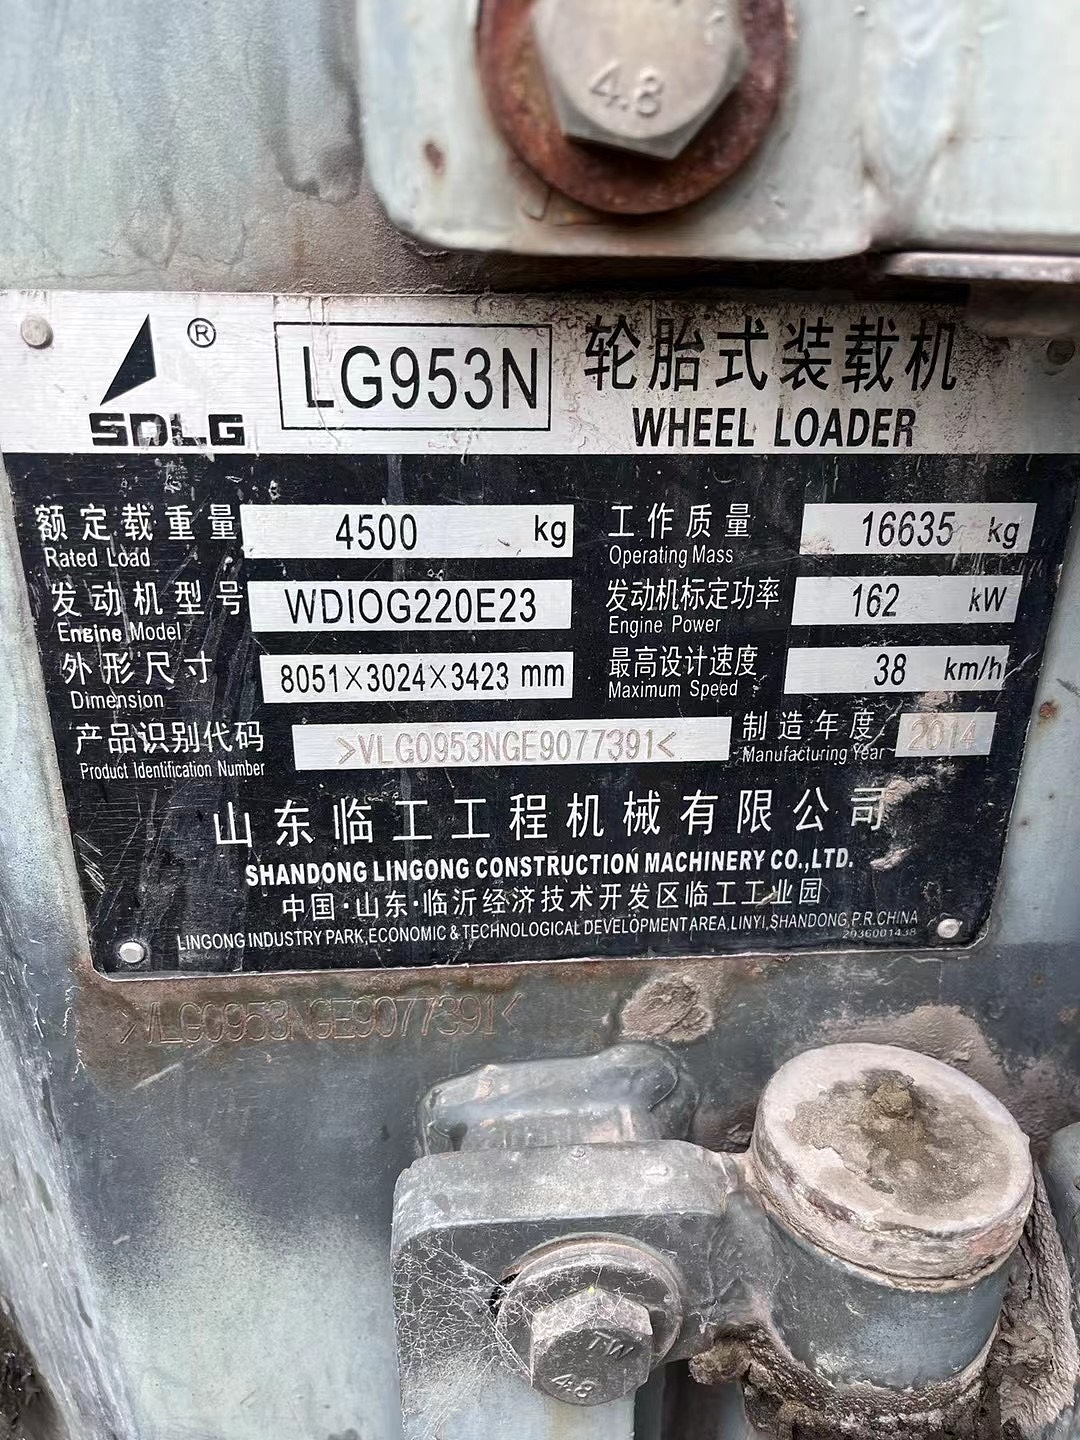 4.8
®
SDLG
LG953N
轮胎式装载机
WHEEL LOADER
额定载重量 4500 kg
Rated Load
工作质量 16635 kg
Operating Mass
发动机型号 WDIOG220E23
Engine Model
发动机标定功率 162 kW
Engine Power
外形尺寸 8051×3024×3423 mm
Dimension
最高设计速度 38 km/h
Maximum Speed
产品识别代码 >VLG0953NGE9077391<
Product Identification Number
制造年度 2014
Manufacturing Year
山东临工工程机械有限公司
SHANDONG LINGONG CONSTRUCTION MACHINERY CO.,LTD.
中国·山东·临沂经济技术开发区临工工业园
LINGONG INDUSTRY PARK,ECONOMIC & TECHNOLOGICAL DEVELOPMENT AREA,LINYI,SHANDONG,P.R.CHINA
2936001438
>VLG0953NGE9077391<
TW
4.8